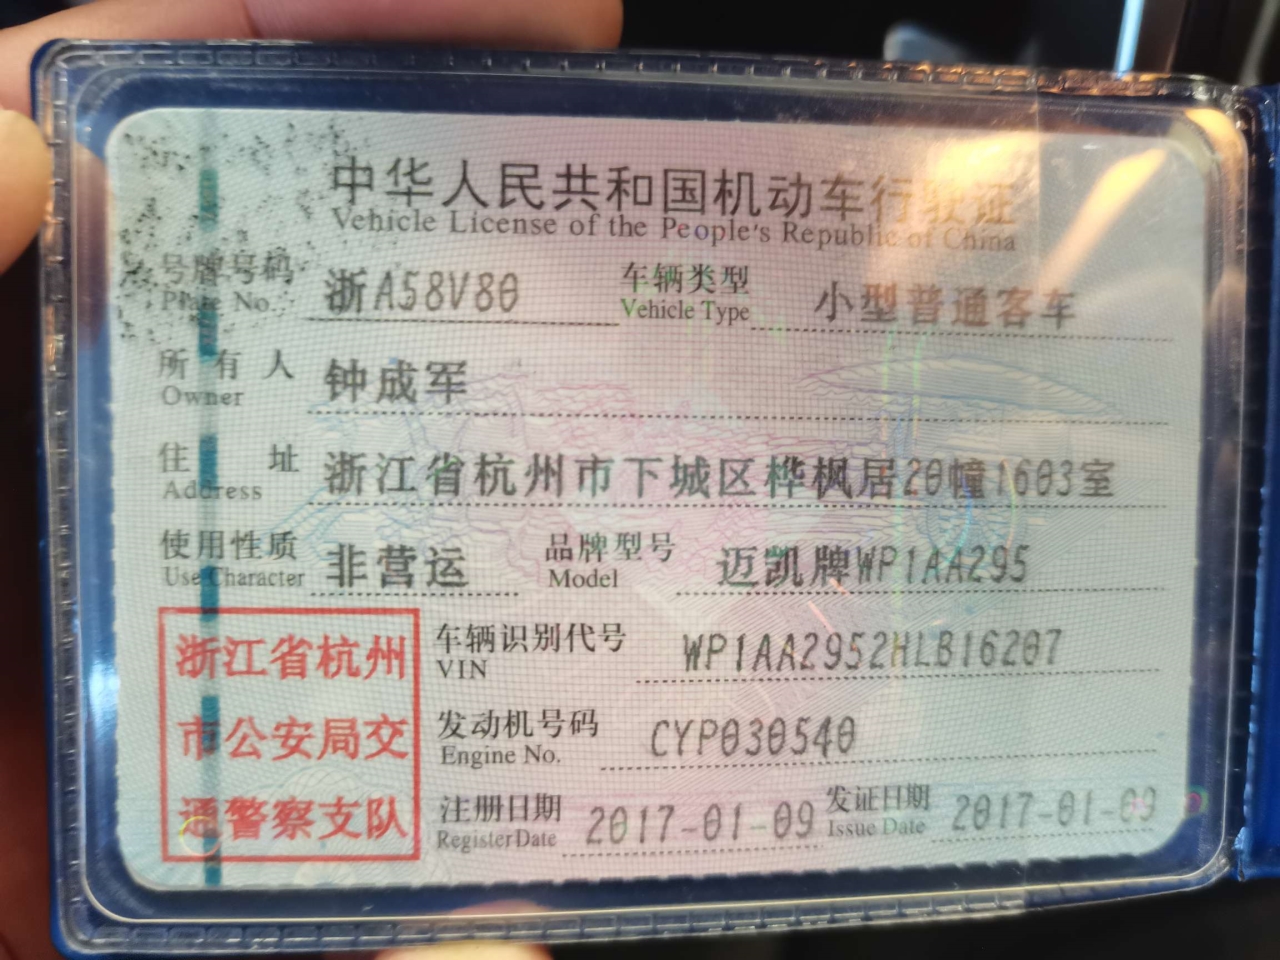 中华人民共和国机动车行驶证
Vehicle License of the People's Republic of China
号牌号码 浙A58V80 车辆类型 小型普通客车
Plate No. Vehicle Type
所有人 钟成军
Owner
住址 浙江省杭州市下城区桦枫居20幢1603室
Address
使用性质 非营运 品牌型号 迈凯牌WP1AA295
Use Character Model
浙江省杭州
市公安局交
通警察支队
车辆识别代号 WP1AA2952HLB16207
VIN
发动机号码 CYP030540
Engine No.
注册日期 2017-01-09 发证日期 2017-01-09
Register Date Issue Date